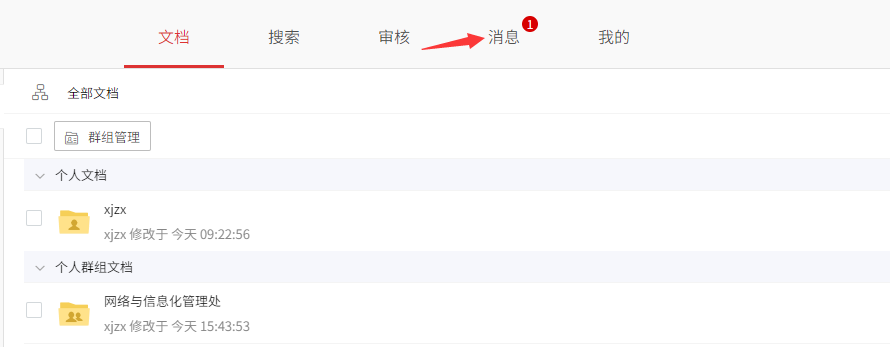 文档 搜索 审核 消息 1 我的
全部文档
群组管理
个人文档
xjzx
xjzx 修改于 今天 09:22:56
个人群组文档
网络与信息化管理处
xjzx 修改于 今天 15:43:53